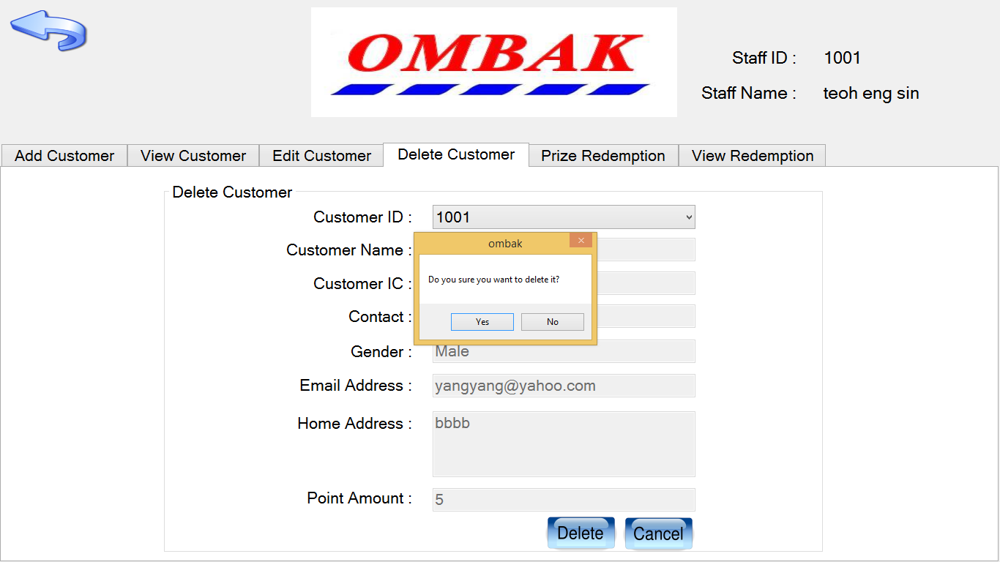 OMBAK
Staff ID : 1001
Staff Name : teoh eng sin
Add Customer View Customer Edit Customer Delete Customer Prize Redemption View Redemption
Delete Customer
Customer ID : 1001
Customer Name :
Customer IC :
Contact :
ombak
Do you sure you want to delete it?
Yes No
Gender : Male
Email Address : yangyang@yahoo.com
Home Address : bbbb
Point Amount : 5
Delete Cancel